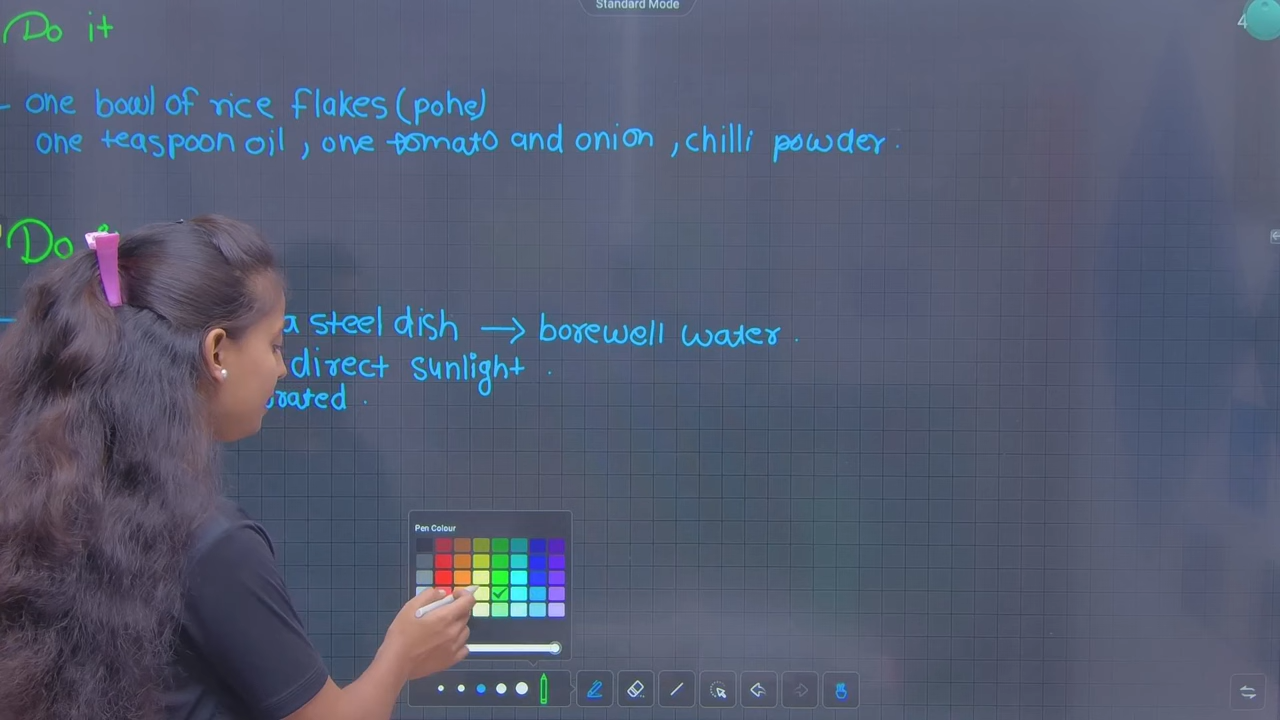 Standard Mode
4
Do it
- one bowl of rice flakes (pohe)
one teaspoon oil, one tomato and onion, chilli powder.
Do
a steel dish → borewell water.
direct sunlight.
Pen Colour